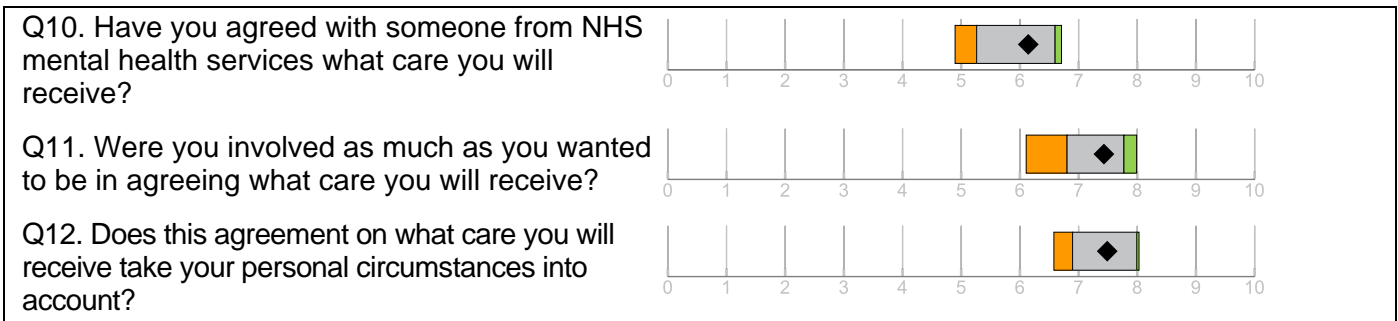 Q10. Have you agreed with someone from NHS
mental health services what care you will
receive?
0 1 2 3 4 5 6 7 8 9 10
Q11. Were you involved as much as you wanted
to be in agreeing what care you will receive?
0 1 2 3 4 5 6 7 8 9 10
Q12. Does this agreement on what care you will
receive take your personal circumstances into
account?
0 1 2 3 4 5 6 7 8 9 10